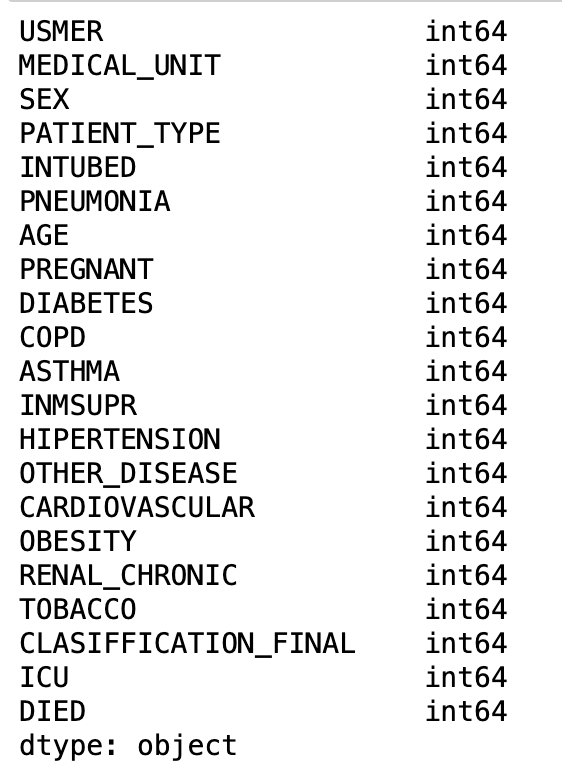 USMER int64
MEDICAL_UNIT int64
SEX int64
PATIENT_TYPE int64
INTUBED int64
PNEUMONIA int64
AGE int64
PREGNANT int64
DIABETES int64
COPD int64
ASTHMA int64
INMSUPR int64
HIPERTENSION int64
OTHER_DISEASE int64
CARDIOVASCULAR int64
OBESITY int64
RENAL_CHRONIC int64
TOBACCO int64
CLASIFFICATION_FINAL int64
ICU int64
DIED int64
dtype: object